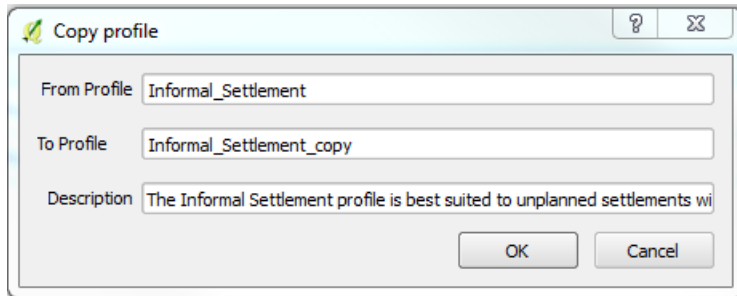 Copy profile
From Profile Informal_Settlement
To Profile Informal_Settlement_copy
Description The Informal Settlement profile is best suited to unplanned settlements wi
OK Cancel